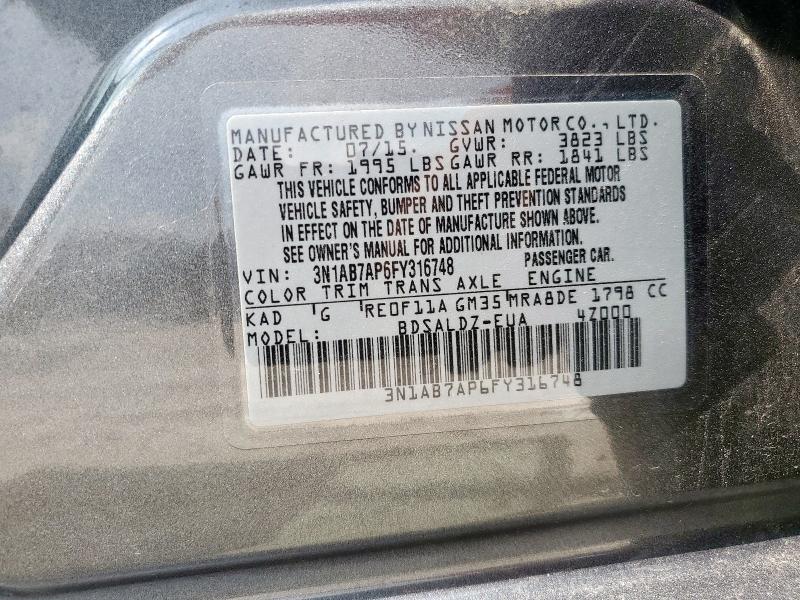 MANUFACTURED BY NISSAN MOTOR CO., LTD.
DATE: 07/15. GVWR: 3823 LBS
GAWR FR: 1995 LBS GAWR RR: 1841 LBS
THIS VEHICLE CONFORMS TO ALL APPLICABLE FEDERAL MOTOR
VEHICLE SAFETY, BUMPER AND THEFT PREVENTION STANDARDS
IN EFFECT ON THE DATE OF MANUFACTURE SHOWN ABOVE.
SEE OWNER'S MANUAL FOR ADDITIONAL INFORMATION.
VIN: 3N1AB7AP6FY316748 PASSENGER CAR.
COLOR TRIM TRANS AXLE ENGINE
KAD G RE0F11A GM35 MRA8DE 1798 CC
MODEL: BDSALDZ-EUA 4Z000
3N1AB7AP6FY316748